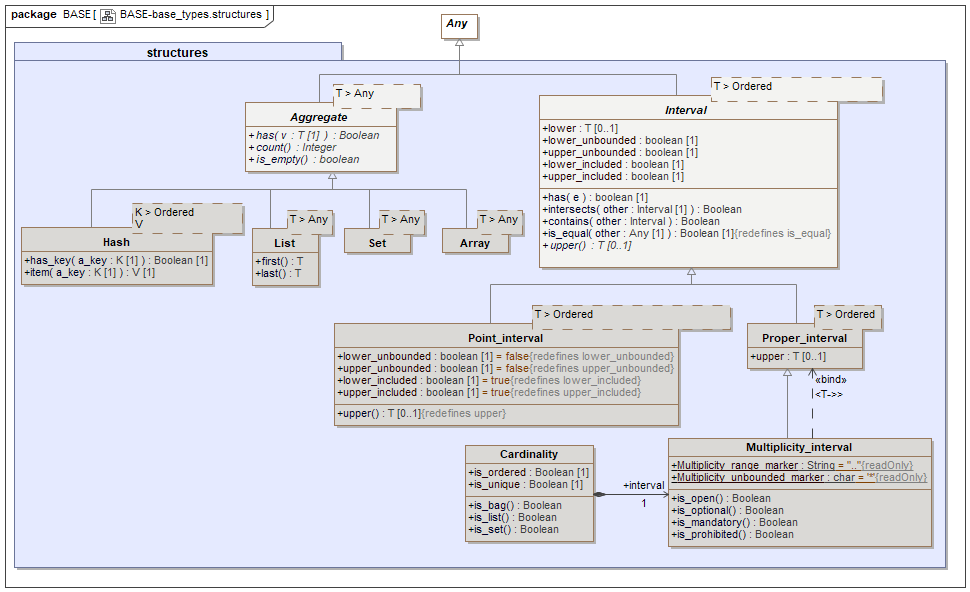 package BASE[ BASE-base_types.structures ]
Any
structures
T > Any
Aggregate
+has( v : T [1] ) : Boolean
+count() : Integer
+is_empty() : boolean
T > Ordered
Interval
+lower : T [0..1]
+lower_unbounded : boolean [1]
+upper_unbounded : boolean [1]
+lower_included : boolean [1]
+upper_included : boolean [1]
+has( e ) : boolean [1]
+intersects( other : Interval [1] ) : Boolean
+contains( other : Interval ) : Boolean
+is_equal( other : Any [1] ) : Boolean [1]{redefines is_equal}
+upper() : T [0..1]
K > Ordered
V
Hash
+has_key( a_key : K [1] ) : Boolean [1]
+item( a_key : K [1] ) : V [1]
T > Any
List
+first() : T
+last() : T
T > Any
Set
T > Any
Array
T > Ordered
Point_interval
+lower_unbounded : boolean [1] = false{redefines lower_unbounded}
+upper_unbounded : boolean [1] = false{redefines upper_unbounded}
+lower_included : boolean [1] = true{redefines lower_included}
+upper_included : boolean [1] = true{redefines upper_included}
+upper() : T [0..1]{redefines upper}
T > Ordered
Proper_interval
+upper : T [0..1]
«bind»
<T->>
Cardinality
+is_ordered : Boolean [1]
+is_unique : Boolean [1]
+is_bag() : Boolean
+is_list() : Boolean
+is_set() : Boolean
+interval
1
Multiplicity_interval
+Multiplicity_range_marker : String = ".."{readOnly}
+Multiplicity_unbounded_marker : char = '*'{readOnly}
+is_open() : Boolean
+is_optional() : Boolean
+is_mandatory() : Boolean
+is_prohibited() : Boolean